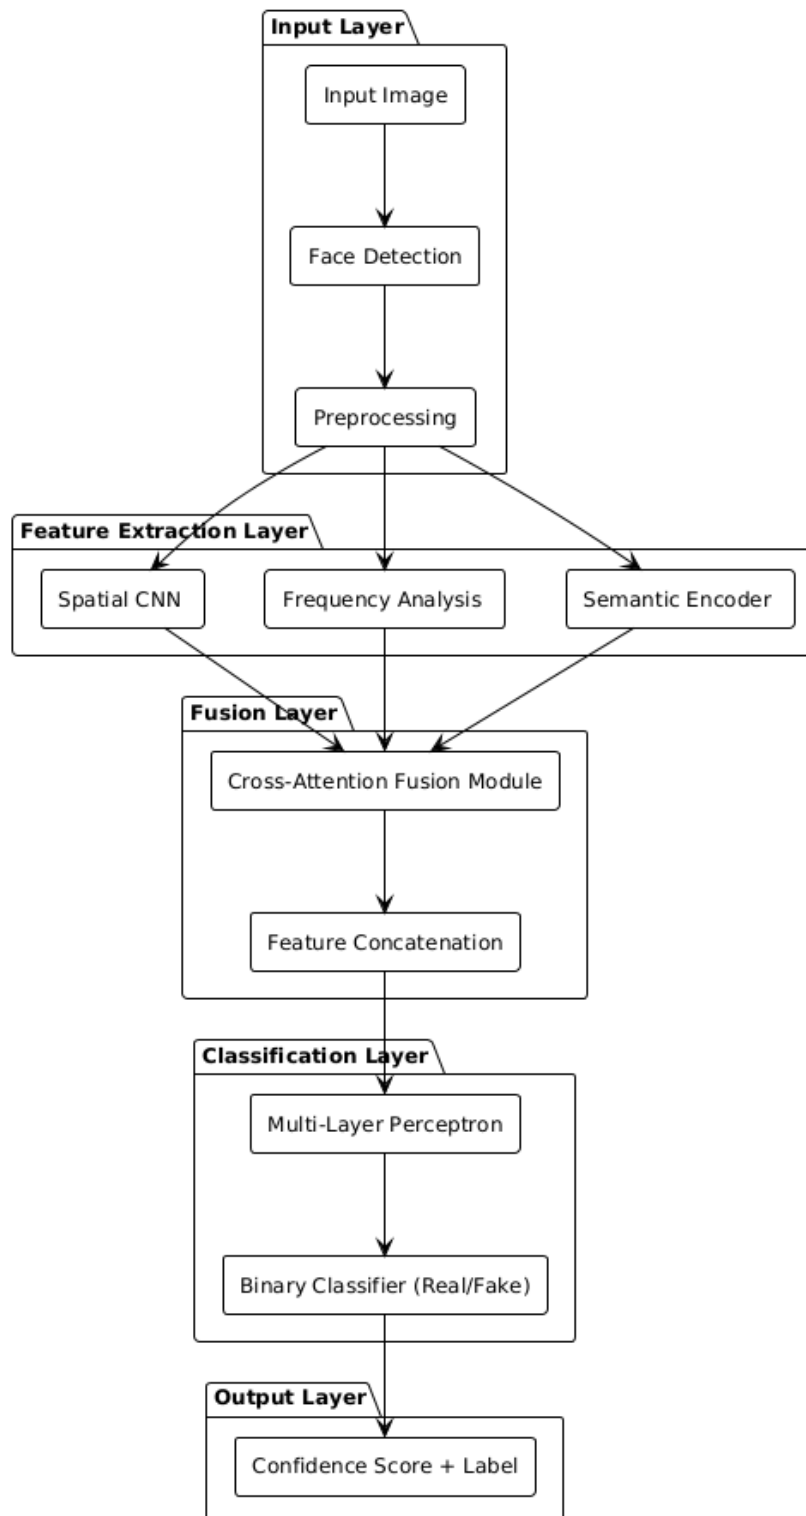 Input Layer
Input Image
Face Detection
Preprocessing
Feature Extraction Layer
Spatial CNN
Frequency Analysis
Semantic Encoder
Fusion Layer
Cross-Attention Fusion Module
Feature Concatenation
Classification Layer
Multi-Layer Perceptron
Binary Classifier (Real/Fake)
Output Layer
Confidence Score + Label